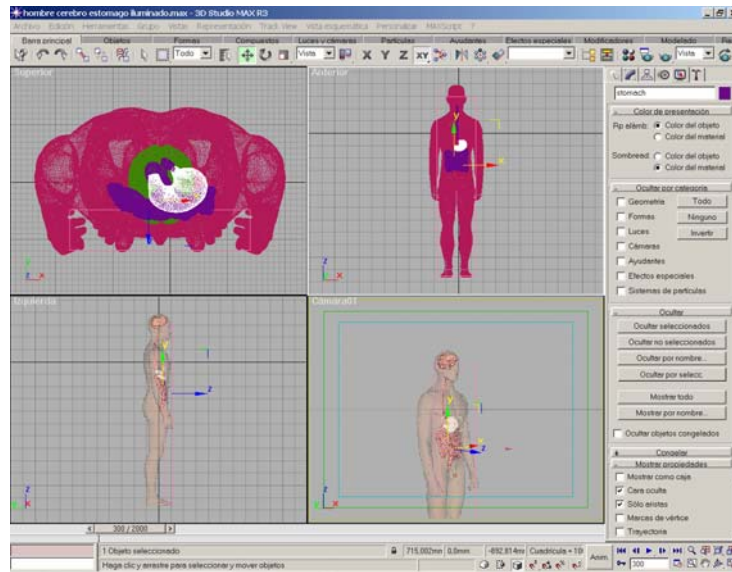 hombre cerebro estomago iluminado.max - 3D Studio MAX R3
Archivo Edición Herramientas Grupo Vistas Representación Track View Vista esquemática Personalizar MAXScript ?
Barra principal Objetos Formas Compuestos Luces y cámaras Partículas Ayudantes Efectos especiales Modificadores Modelado
Todo Vista X Y Z XY Vista
Superior
Anterior
Izquierda
Cámara01
stomach
Color de presentación
Rp alámb: Color del objeto
Color del material
Sombread. Color del objeto
Color del material
Ocultar por categoría
Geometría Todo
Formas Ninguno
Luces Invertir
Cámaras
Ayudantes
Efectos especiales
Sistemas de partículas
Ocultar
Ocultar seleccionados
Ocultar no seleccionados
Ocultar por nombre...
Ocultar por selecc.
Mostrar todo
Mostrar por nombre...
Ocultar objetos congelados
Congelar
Mostrar propiedades
Mostrar como caja
Cara oculta
Sólo aristas
Marcas de vértice
Trayectoria
300 / 2000
1 Objeto seleccionado 715,002mm 0,0mm -692,814m Cuadrícula = 10 Anim.
Haga clic y arrastre para seleccionar y mover objetos 300